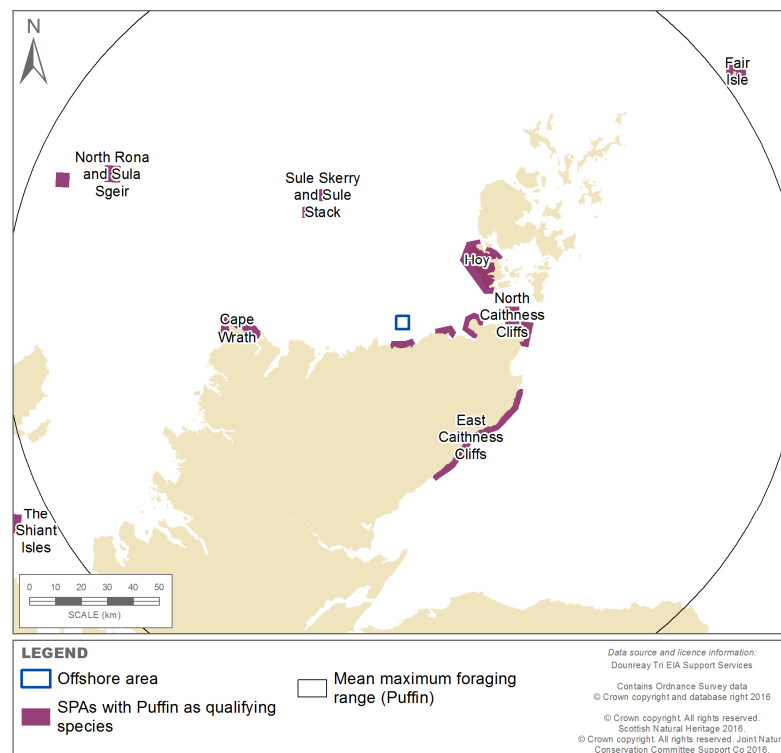 N
Fair
Isle
North Rona
and Sula
Sgeir
Sule Skerry
and Sule
Stack
Hoy
North
Caithness
Cliffs
Cape
Wrath
East
Caithness
Cliffs
The
Shiant
Isles
0 10 20 30 40 50
SCALE (km)
LEGEND
Offshore area
SPAs with Puffin as qualifying
species
Mean maximum foraging
range (Puffin)
Data source and licence information:
Dounreay Tri EIA Support Services
Contains Ordnance Survey data
© Crown copyright and database right 2016
© Crown copyright. All rights reserved.
Scottish Natural Heritage 2016.
© Crown copyright. All rights reserved. Joint Natu
Conservation Committee Support Co 2016.